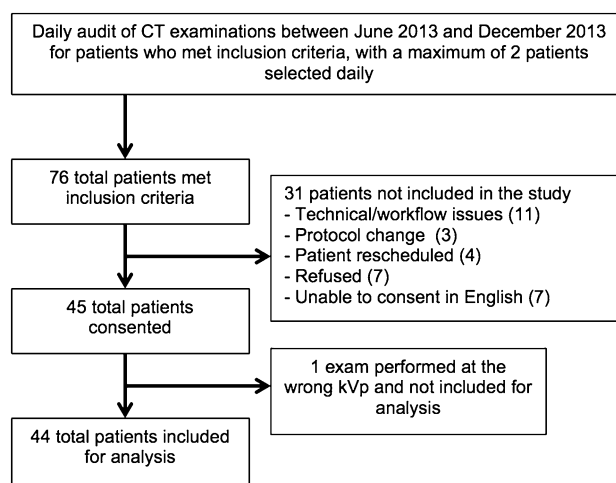 Daily audit of CT examinations between June 2013 and December 2013
for patients who met inclusion criteria, with a maximum of 2 patients
selected daily
76 total patients met
inclusion criteria
31 patients not included in the study
- Technical/workflow issues (11)
- Protocol change (3)
- Patient rescheduled (4)
- Refused (7)
- Unable to consent in English (7)
45 total patients
consented
1 exam performed at the
wrong kVp and not included for
analysis
44 total patients included
for analysis